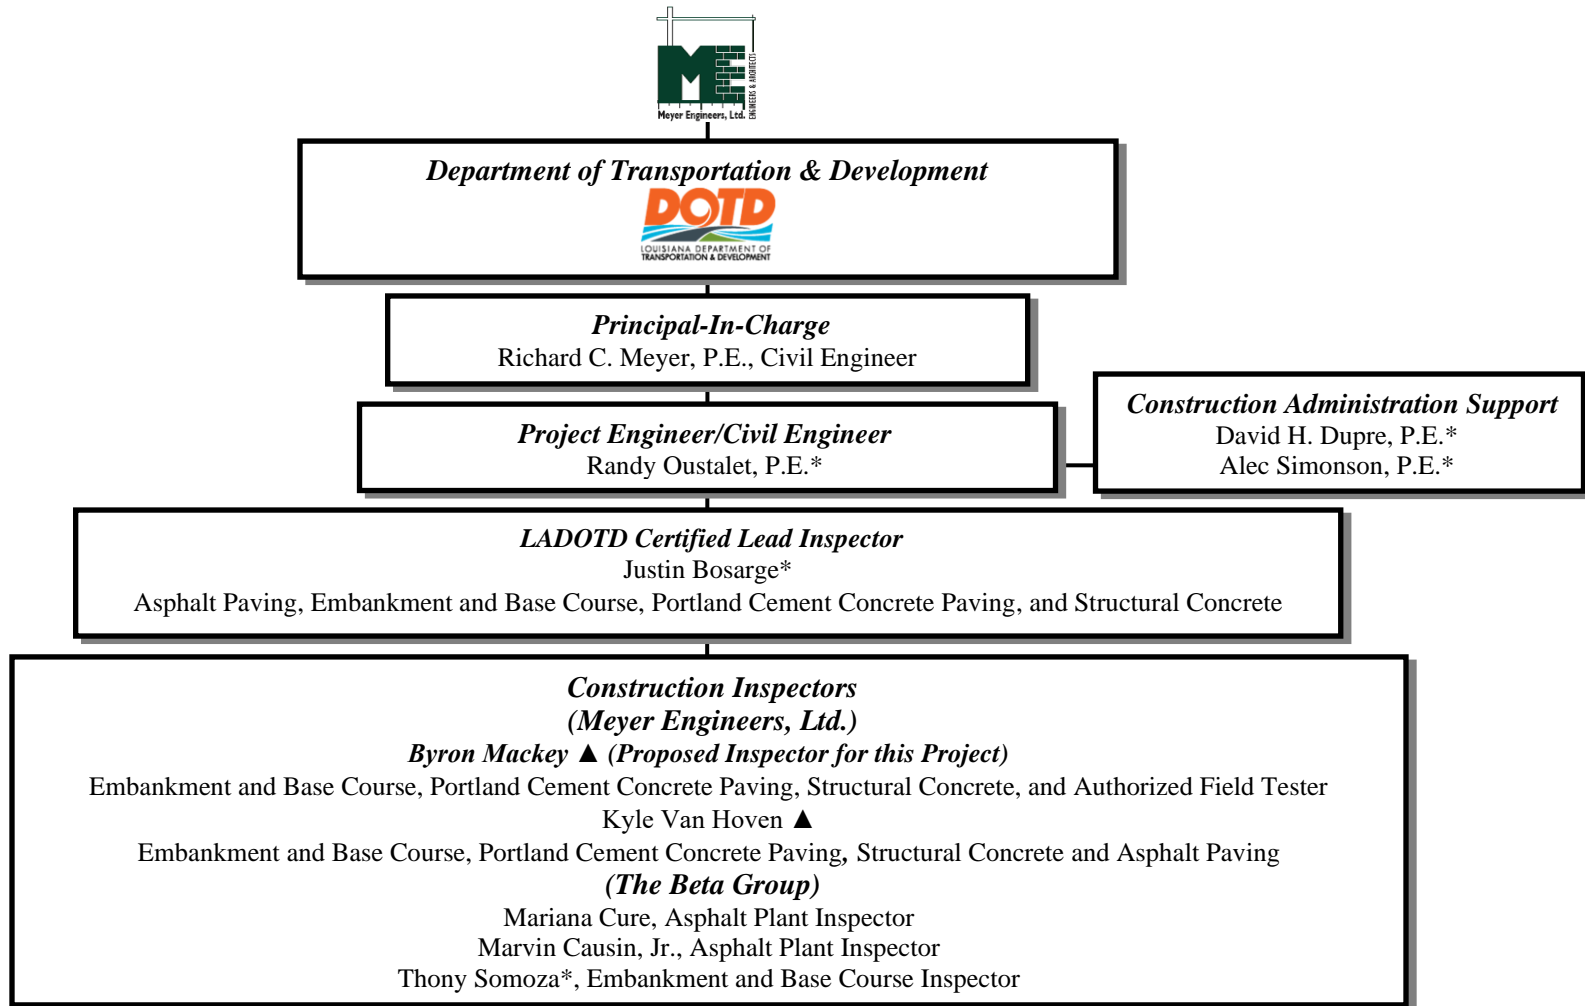 ME
ENGINEERS & ARCHITECTS
Meyer Engineers, Ltd.
Department of Transportation & Development
DOTD
LOUISIANA DEPARTMENT OF
TRANSPORTATION & DEVELOPMENT
Principal-In-Charge
Richard C. Meyer, P.E., Civil Engineer
Project Engineer/Civil Engineer
Randy Oustalet, P.E.*
Construction Administration Support
David H. Dupre, P.E.*
Alec Simonson, P.E.*
LADOTD Certified Lead Inspector
Justin Bosarge*
Asphalt Paving, Embankment and Base Course, Portland Cement Concrete Paving, and Structural Concrete
Construction Inspectors
(Meyer Engineers, Ltd.)
Byron Mackey ▲ (Proposed Inspector for this Project)
Embankment and Base Course, Portland Cement Concrete Paving, Structural Concrete, and Authorized Field Tester
Kyle Van Hoven ▲
Embankment and Base Course, Portland Cement Concrete Paving, Structural Concrete and Asphalt Paving
(The Beta Group)
Mariana Cure, Asphalt Plant Inspector
Marvin Causin, Jr., Asphalt Plant Inspector
Thony Somoza*, Embankment and Base Course Inspector